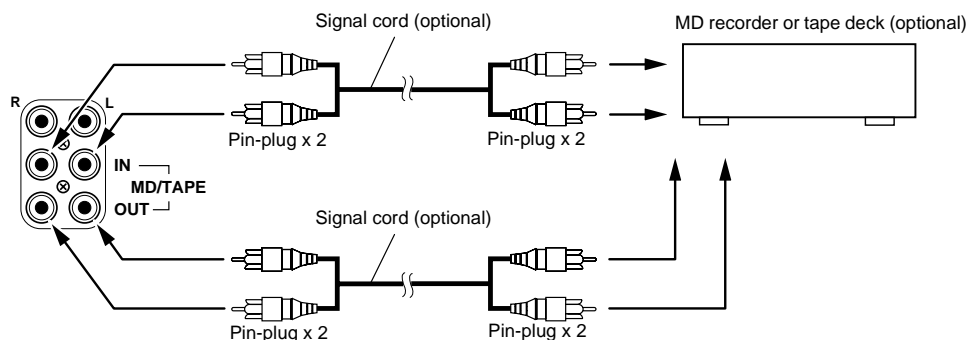 Signal cord (optional)
MD recorder or tape deck (optional)
R
L
Pin-plug x 2
Pin-plug x 2
IN
MD/TAPE
OUT
Signal cord (optional)
Pin-plug x 2
Pin-plug x 2